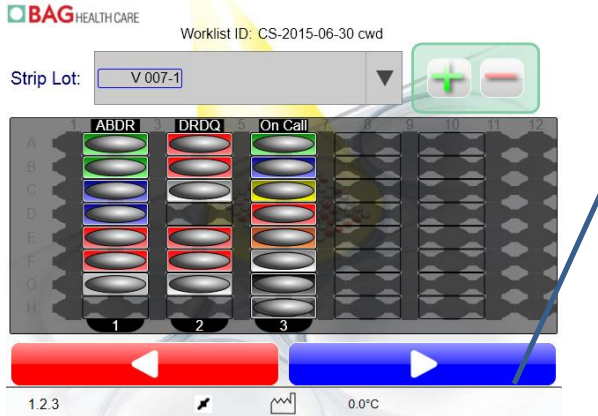 BAG HEALTH CARE
Worklist ID: CS-2015-06-30 cwd
Strip Lot: V 007-1
1 ABDR 3 DRDQ 5 On Call 7 8 9 10 11 12
A
B
C
D
E
F
G
H
1 2 3
1.2.3 0.0°C